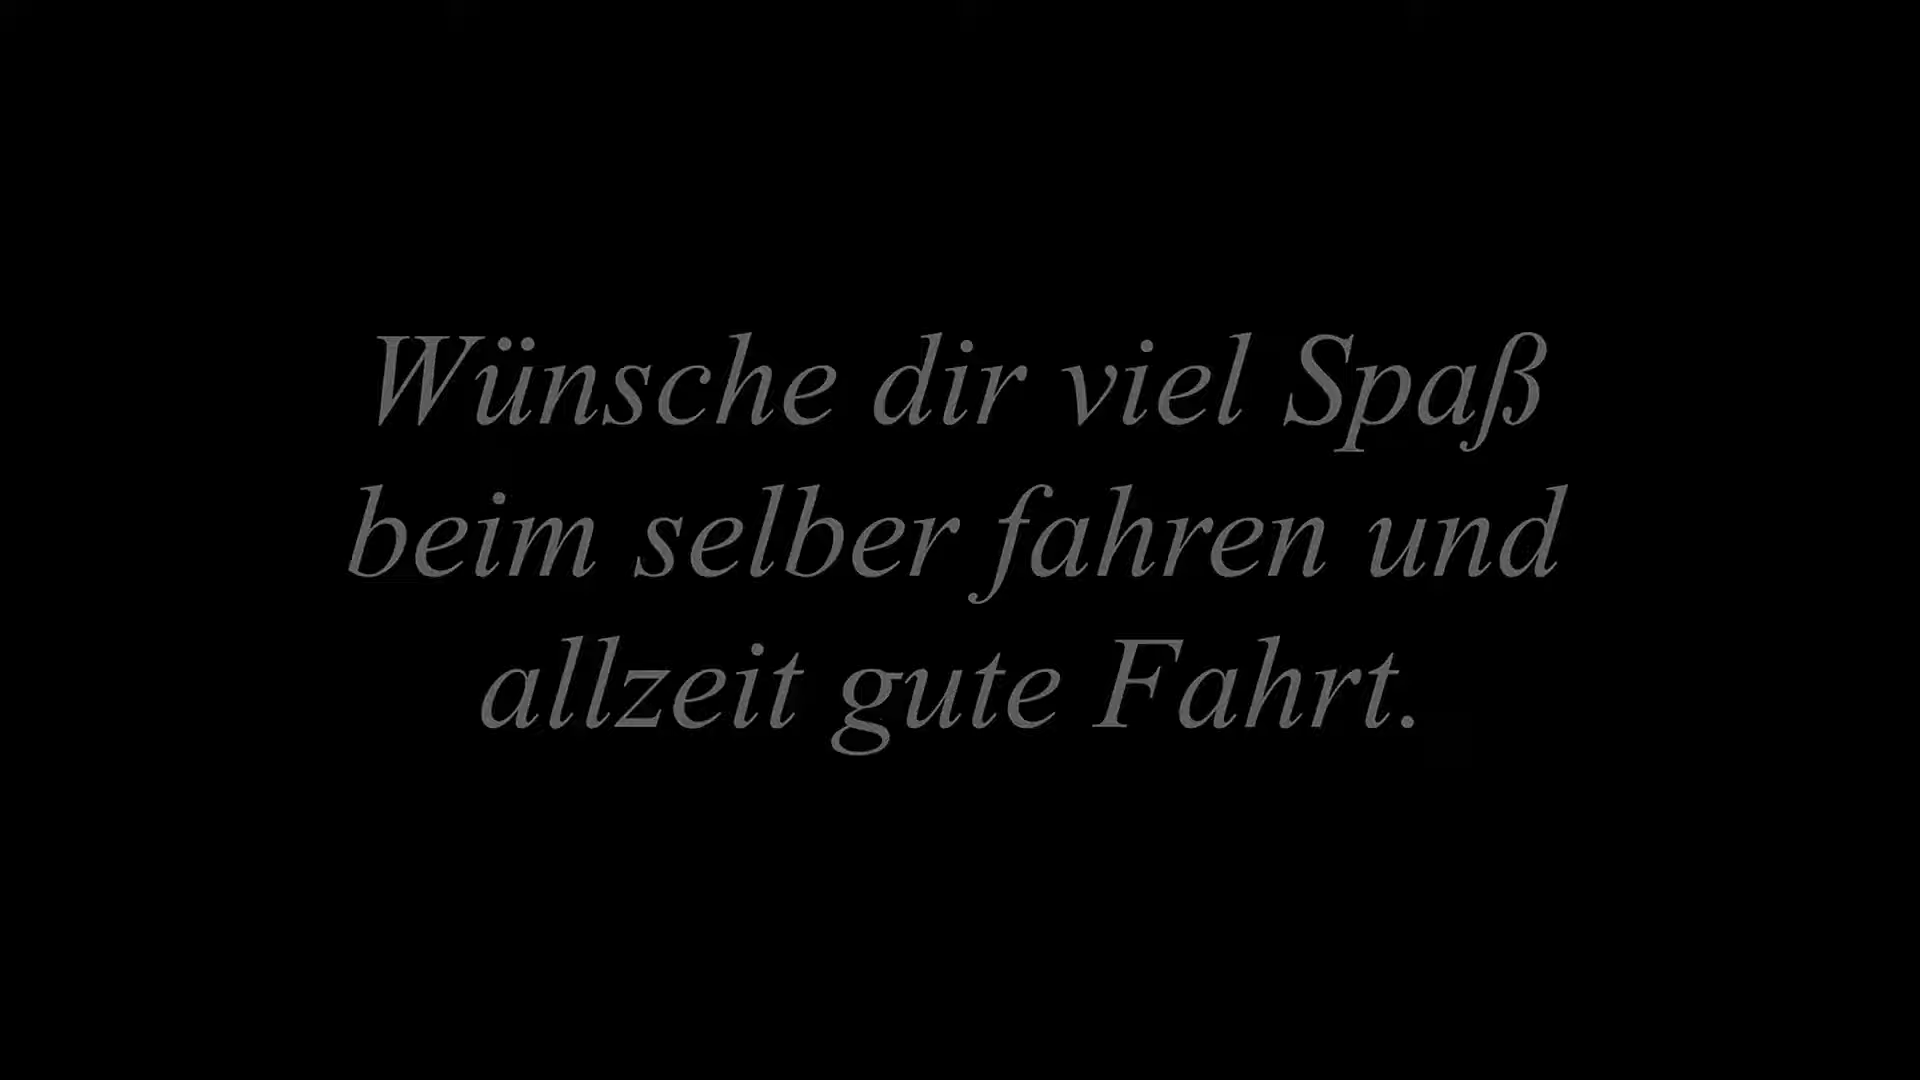 Wünsche dir viel Spaß
beim selber fahren und
allzeit gute Fahrt.